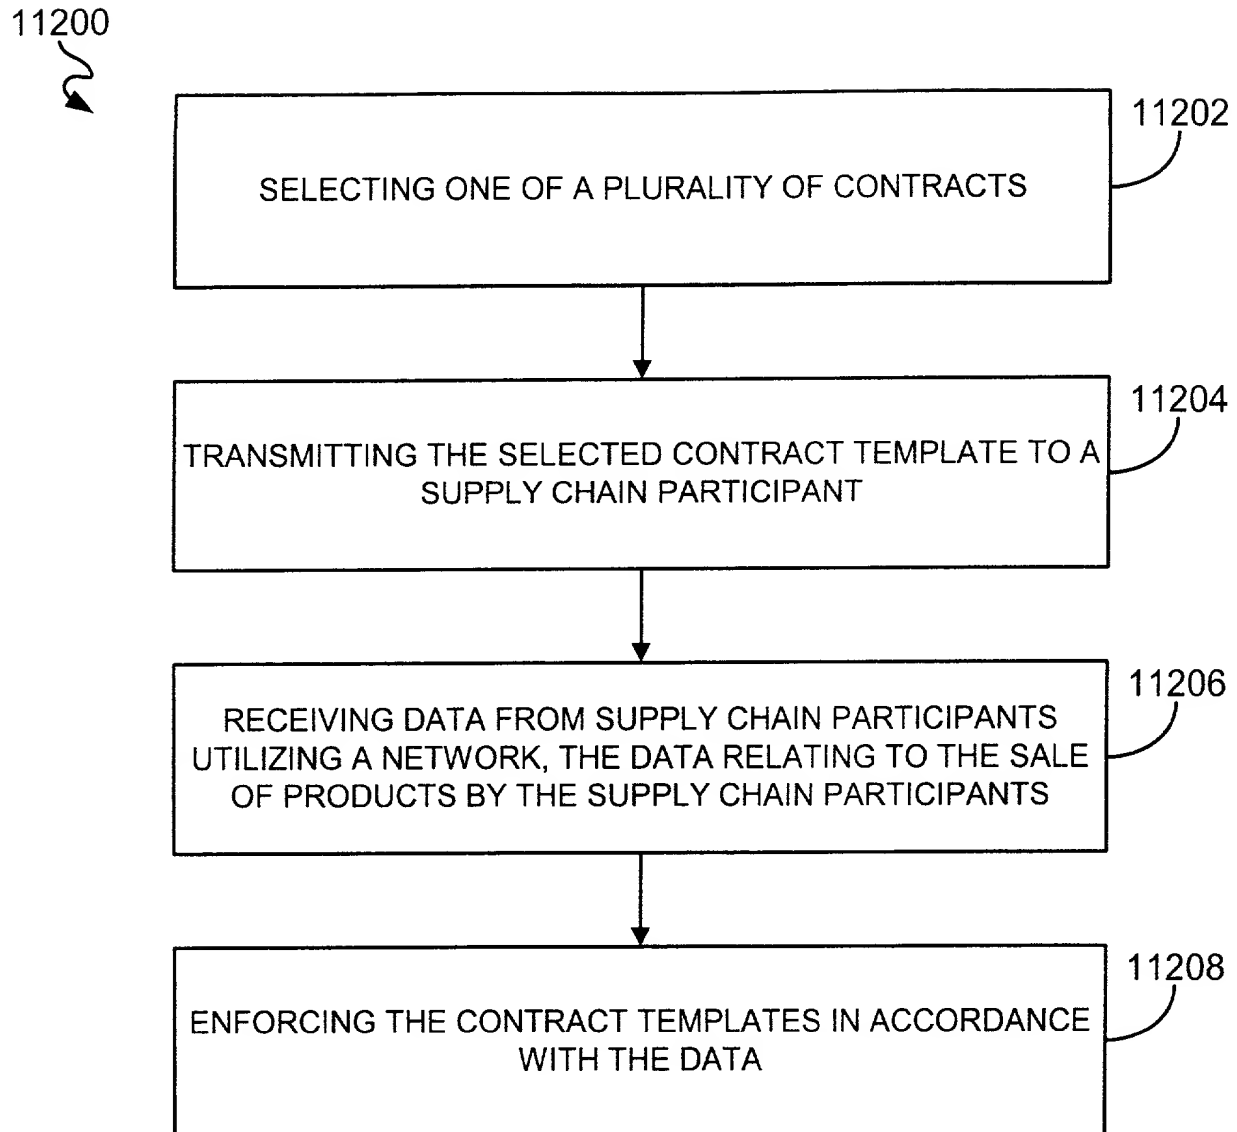 11200
11202
SELECTING ONE OF A PLURALITY OF CONTRACTS
11204
TRANSMITTING THE SELECTED CONTRACT TEMPLATE TO A
SUPPLY CHAIN PARTICIPANT
11206
RECEIVING DATA FROM SUPPLY CHAIN PARTICIPANTS
UTILIZING A NETWORK, THE DATA RELATING TO THE SALE
OF PRODUCTS BY THE SUPPLY CHAIN PARTICIPANTS
11208
ENFORCING THE CONTRACT TEMPLATES IN ACCORDANCE
WITH THE DATA